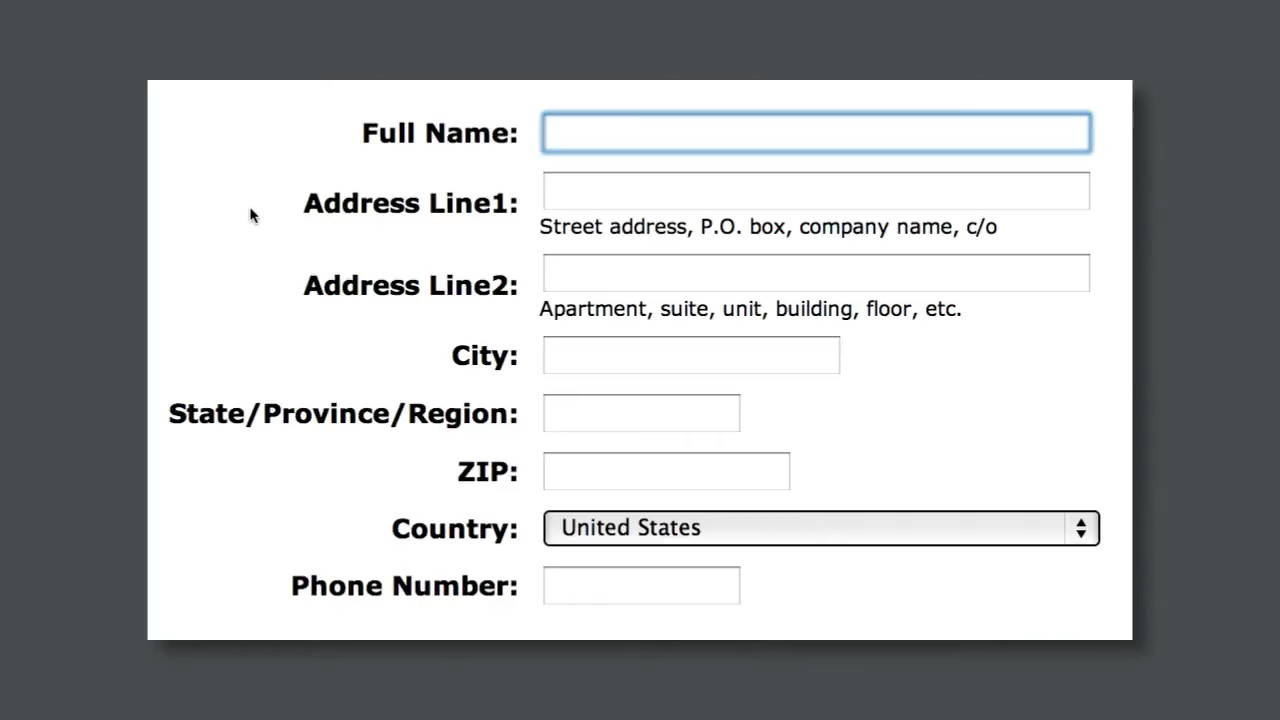 Full Name:
Address Line1:
Street address, P.O. box, company name, c/o
Address Line2:
Apartment, suite, unit, building, floor, etc.
City:
State/Province/Region:
ZIP:
Country: United States
Phone Number: